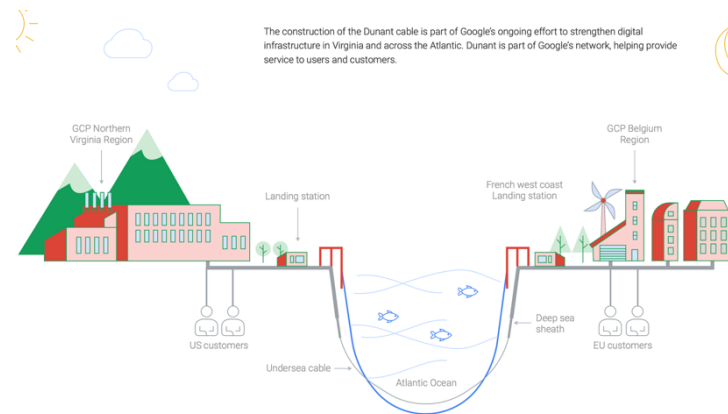 The construction of the Dunant cable is part of Google's ongoing effort to strengthen digital
infrastructure in Virginia and across the Atlantic. Dunant is part of Google's network, helping provide
service to users and customers.
GCP Northern
Virginia Region
GCP Belgium
Region
Landing station
French west coast
Landing station
Deep sea
sheath
US customers
EU customers
Undersea cable
Atlantic Ocean